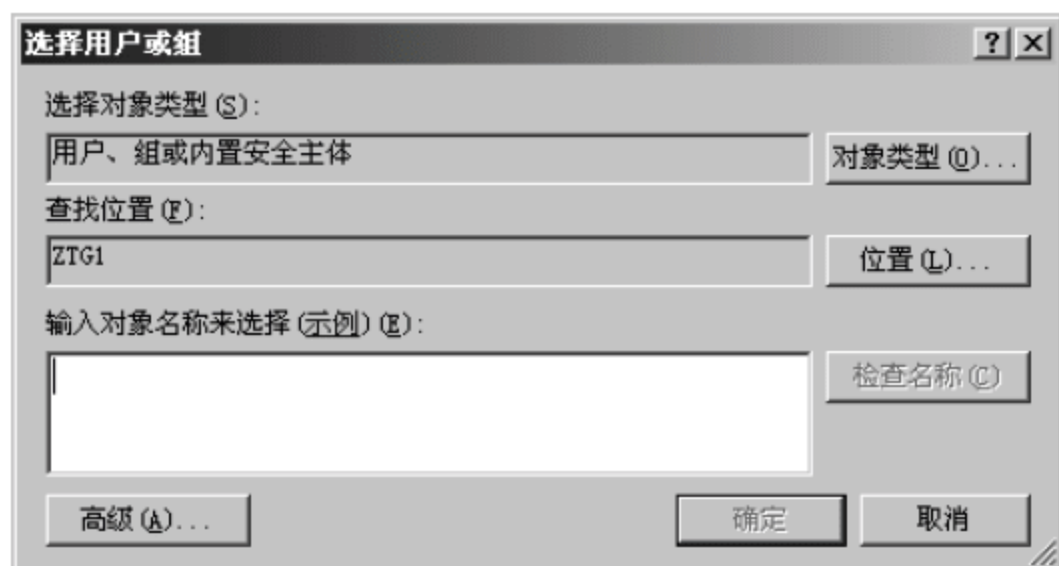 选择用户或组
选择对象类型(S):
用户、组或内置安全主体 对象类型(O)...
查找位置(F):
ZTG1 位置(L)...
输入对象名称来选择(示例)(E):
检查名称(C)
高级(A)... 确定 取消